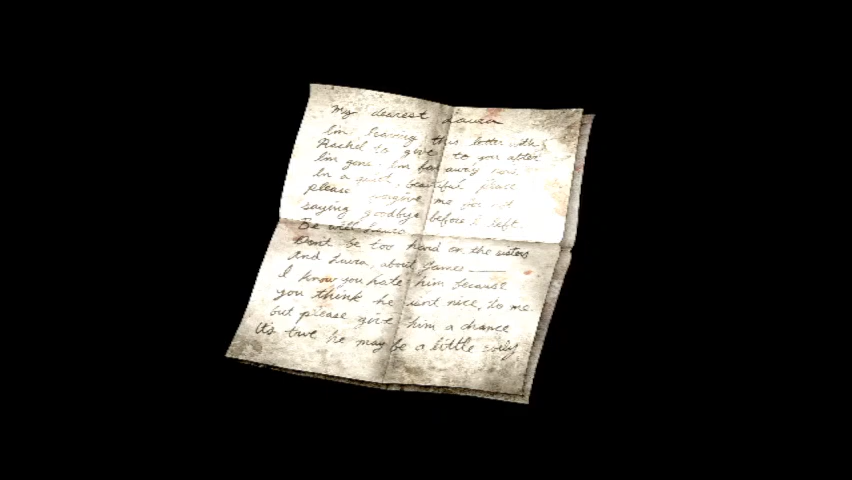 My dearest Laura
I'm leaving this letter with
Rachel to give to you after
I'm gone. I'm far away now.
In a quiet, beautiful place
please forgive me for not
saying goodbye before I left.
Be well Laura
Don't be too hard on the sisters
And Laura, about James
I know you hate him because
you think he isn't nice, to me.
but please give him a chance
It's true he may be a little surly